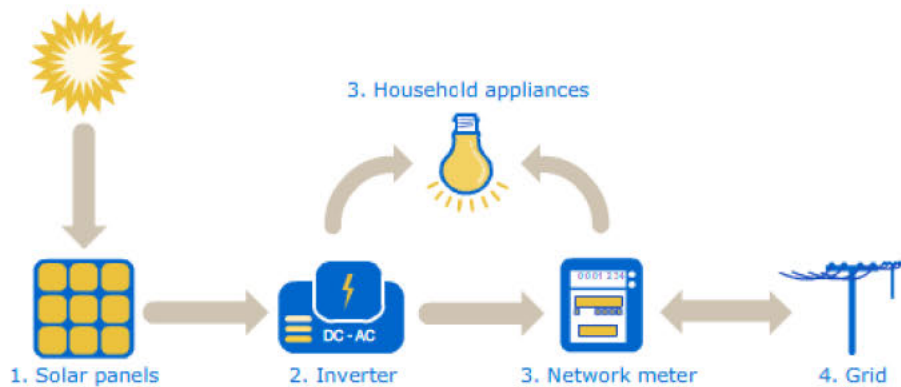 3. Household appliances
DC - AC
0001234
1. Solar panels
2. Inverter
3. Network meter
4. Grid